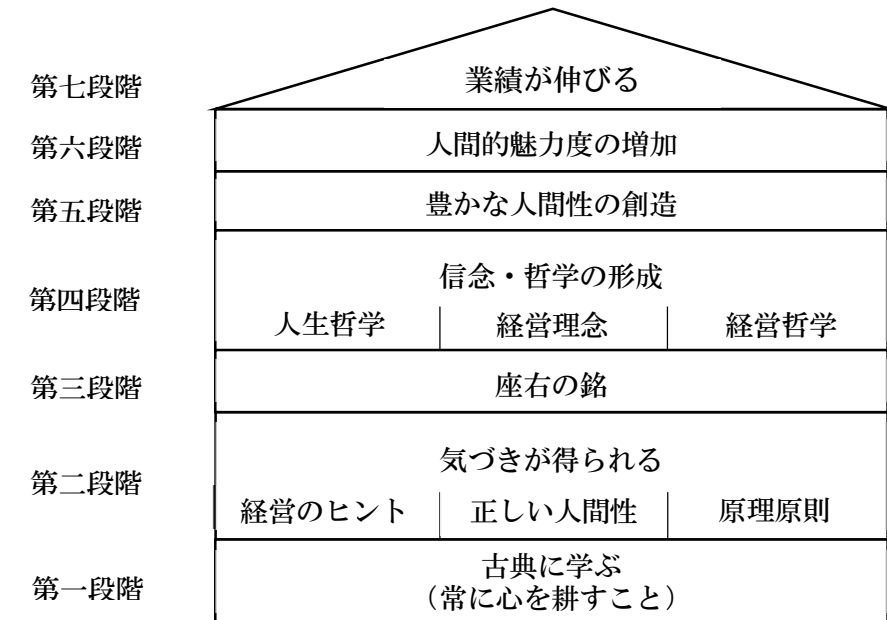 第七段階 業績が伸びる
第六段階 人間的魅力度の増加
第五段階 豊かな人間性の創造
第四段階 信念・哲学の形成
人生哲学 経営理念 経営哲学
第三段階 座右の銘
第二段階 気づきが得られる
経営のヒント 正しい人間性 原理原則
第一段階 古典に学ぶ
（常に心を耕すこと）